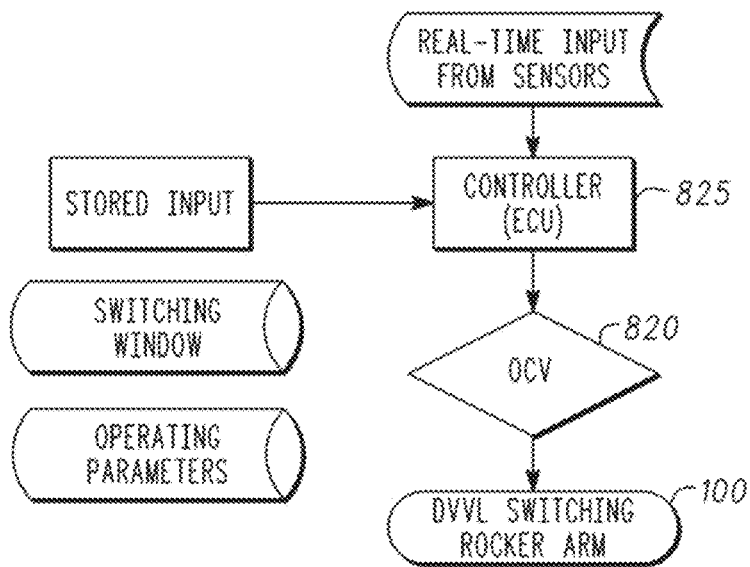 REAL-TIME INPUT
FROM SENSORS
STORED INPUT
CONTROLLER
(ECU)
825
SWITCHING
WINDOW
820
OCV
OPERATING
PARAMETERS
100
DVVL SWITCHING
ROCKER ARM